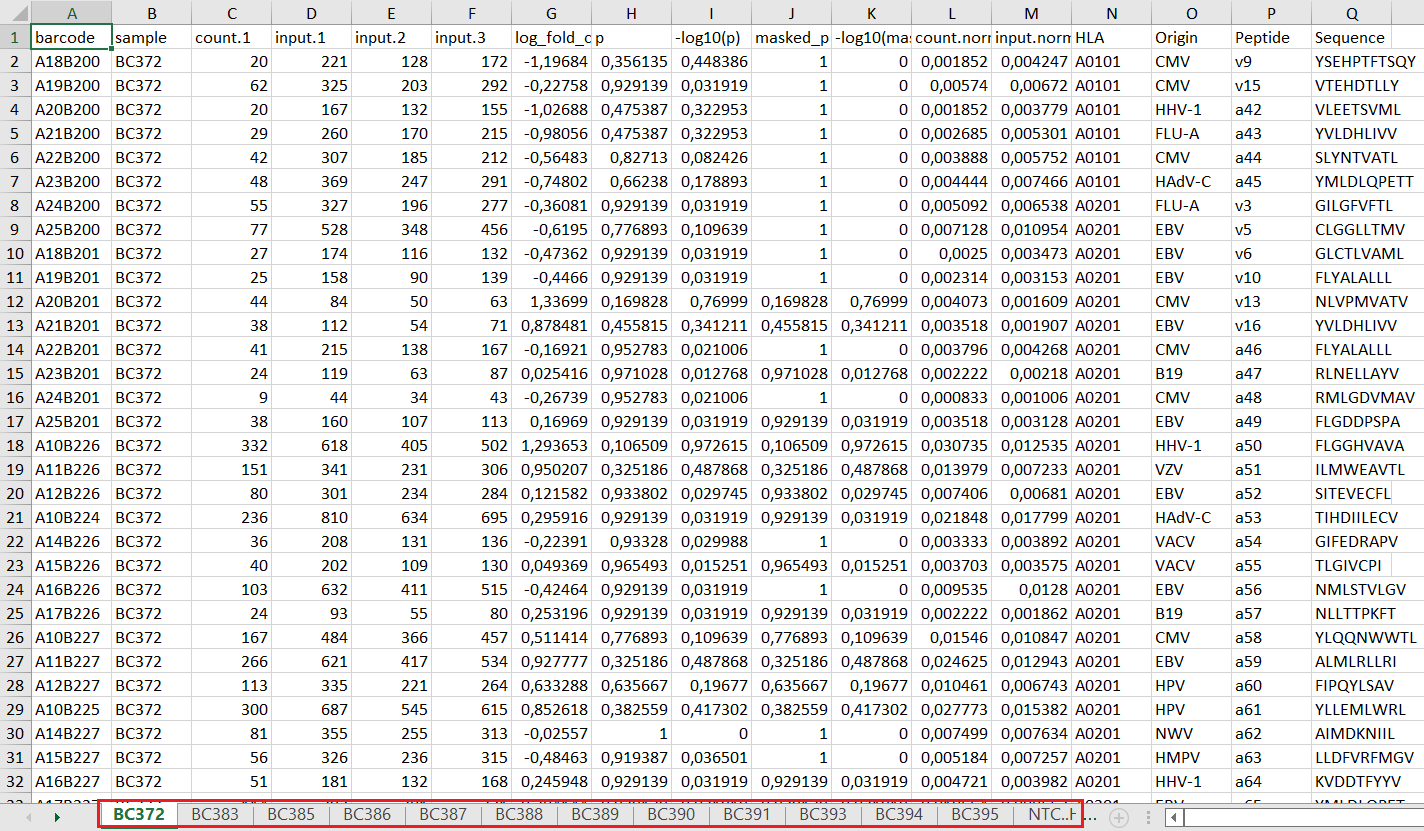 A B C D E F G H I J K L M N O P Q
1 barcode sample count.1 input.1 input.2 input.3 log_fold_c p -log10(p) masked_p -log10(mas count.norm input.norm HLA Origin Peptide Sequence
2 A18B200 BC372 20 221 128 172 -1,19684 0,356135 0,448386 1 0 0,001852 0,004247 A0101 CMV v9 YSEHPTFTSQY
3 A19B200 BC372 62 325 203 292 -0,22758 0,929139 0,031919 1 0 0,00574 0,00672 A0101 CMV v15 VTEHDTLLY
4 A20B200 BC372 20 167 132 155 -1,02688 0,475387 0,322953 1 0 0,001852 0,003779 A0101 HHV-1 a42 VLEETSVML
5 A21B200 BC372 29 260 170 215 -0,98056 0,475387 0,322953 1 0 0,002685 0,005301 A0101 FLU-A a43 YVLDHLIVV
6 A22B200 BC372 42 307 185 212 -0,56483 0,82713 0,082426 1 0 0,003888 0,005752 A0101 CMV a44 SLYNTVATL
7 A23B200 BC372 48 369 247 291 -0,74802 0,66238 0,178893 1 0 0,004444 0,007466 A0101 HAdV-C a45 YMLDLQPETT
8 A24B200 BC372 55 327 196 277 -0,36081 0,929139 0,031919 1 0 0,005092 0,006538 A0201 FLU-A v3 GILGFVFTL
9 A25B200 BC372 77 528 348 456 -0,6195 0,776893 0,109639 1 0 0,007128 0,010954 A0201 EBV v5 CLGGLLTMV
10 A18B201 BC372 27 174 116 132 -0,47362 0,929139 0,031919 1 0 0,0025 0,003473 A0201 EBV v6 GLCTLVAML
11 A19B201 BC372 25 158 90 139 -0,4466 0,929139 0,031919 1 0 0,002314 0,003153 A0201 EBV v10 FLYALALLL
12 A20B201 BC372 44 84 50 63 1,33699 0,169828 0,76999 0,169828 0,76999 0,004073 0,001609 A0201 CMV v13 NLVPMVATV
13 A21B201 BC372 38 112 54 71 0,878481 0,455815 0,341211 0,455815 0,341211 0,003518 0,001907 A0201 EBV v16 YVLDHLIVV
14 A22B201 BC372 41 215 138 167 -0,16921 0,952783 0,021006 1 0 0,003796 0,004268 A0201 CMV a46 FLYALALLL
15 A23B201 BC372 24 119 63 87 0,025416 0,971028 0,012768 0,971028 0,012768 0,002222 0,00218 A0201 B19 a47 RLNELLAYV
16 A24B201 BC372 9 44 34 43 -0,26739 0,952783 0,021006 1 0 0,000833 0,001006 A0201 CMV a48 RMLGDVMAV
17 A25B201 BC372 38 160 107 113 0,16969 0,929139 0,031919 0,929139 0,031919 0,003518 0,003128 A0201 EBV a49 FLGDDPSPA
18 A10B226 BC372 332 618 405 502 1,293653 0,106509 0,972615 0,106509 0,972615 0,030735 0,012535 A0201 HHV-1 a50 FLGGHVAVA
19 A11B226 BC372 151 341 231 306 0,950207 0,325186 0,487868 0,325186 0,487868 0,013979 0,007233 A0201 VZV a51 ILMWEAVTL
20 A12B226 BC372 80 301 234 284 0,121582 0,933802 0,029745 0,933802 0,029745 0,007406 0,00681 A0201 EBV a52 SITEVECFL
21 A10B224 BC372 236 810 634 695 0,295916 0,929139 0,031919 0,929139 0,031919 0,021848 0,017799 A0201 HAdV-C a53 TIHDIILECV
22 A14B226 BC372 36 208 131 136 -0,22391 0,93328 0,029988 1 0 0,003333 0,003892 A0201 VACV a54 GIFEDRAPV
23 A15B226 BC372 40 202 109 130 0,049369 0,965493 0,015251 0,965493 0,015251 0,003703 0,003575 A0201 VACV a55 TLGIVCPI
24 A16B226 BC372 103 632 411 515 -0,42464 0,929139 0,031919 1 0 0,009535 0,0128 A0201 EBV a56 NMLSTVLGV
25 A17B226 BC372 24 93 55 80 0,253196 0,929139 0,031919 0,929139 0,031919 0,002222 0,001862 A0201 B19 a57 NLLTTPKFT
26 A10B227 BC372 167 484 366 457 0,511414 0,776893 0,109639 0,776893 0,109639 0,01546 0,010847 A0201 CMV a58 YLQQNWWTL
27 A11B227 BC372 266 621 417 534 0,927777 0,325186 0,487868 0,325186 0,487868 0,024625 0,012943 A0201 EBV a59 ALMLRLLRI
28 A12B227 BC372 113 335 221 264 0,633288 0,635667 0,19677 0,635667 0,19677 0,010461 0,006743 A0201 HPV a60 FIPQYLSAV
29 A10B225 BC372 300 687 545 615 0,852618 0,382559 0,417302 0,382559 0,417302 0,027773 0,015382 A0201 HPV a61 YLLEMLWRL
30 A14B227 BC372 81 355 255 313 -0,02557 1 0 1 0 0,007499 0,007634 A0201 NWV a62 AIMDKNIIL
31 A15B227 BC372 56 326 236 315 -0,48463 0,919387 0,036501 1 0 0,005184 0,007257 A0201 HMPV a63 LLDFVRFMGV
32 A16B227 BC372 51 181 132 168 0,245948 0,929139 0,031919 0,929139 0,031919 0,004721 0,003982 A0201 HHV-1 a64 KVDDTFYYV
BC372 BC383 BC385 BC386 BC387 BC388 BC389 BC390 BC391 BC393 BC394 BC395 NTC..F ...